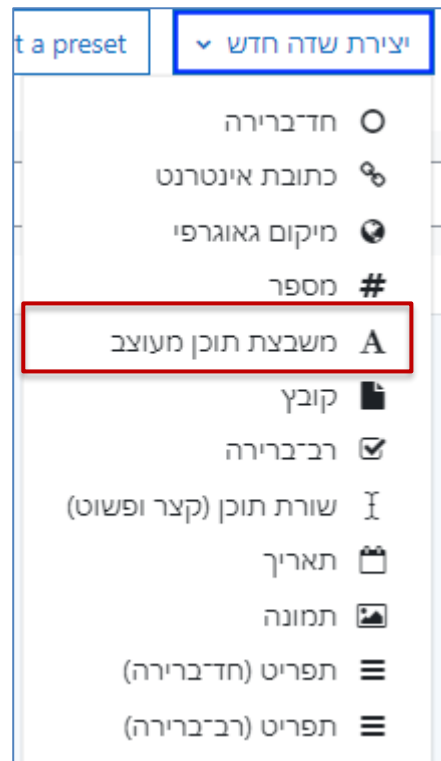 יצירת שדה חדש
t a preset
חד־ברירה
כתובת אינטרנט
מיקום גאוגרפי
מספר
משבצת תוכן מעוצב
קובץ
רב־ברירה
שורת תוכן (קצר ופשוט)
תאריך
תמונה
תפריט (חד־ברירה)
תפריט (רב־ברירה)